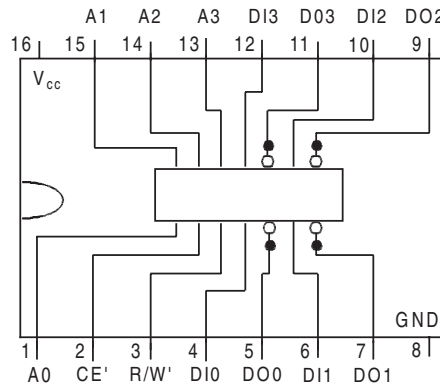 A1 A2 A3 DI3 D03 DI2 DO2
16 15 14 13 12 11 10 9
Vcc
GND
1 2 3 4 5 6 7 8
A0 CE' R/W' DI0 DO0 DI1 DO1